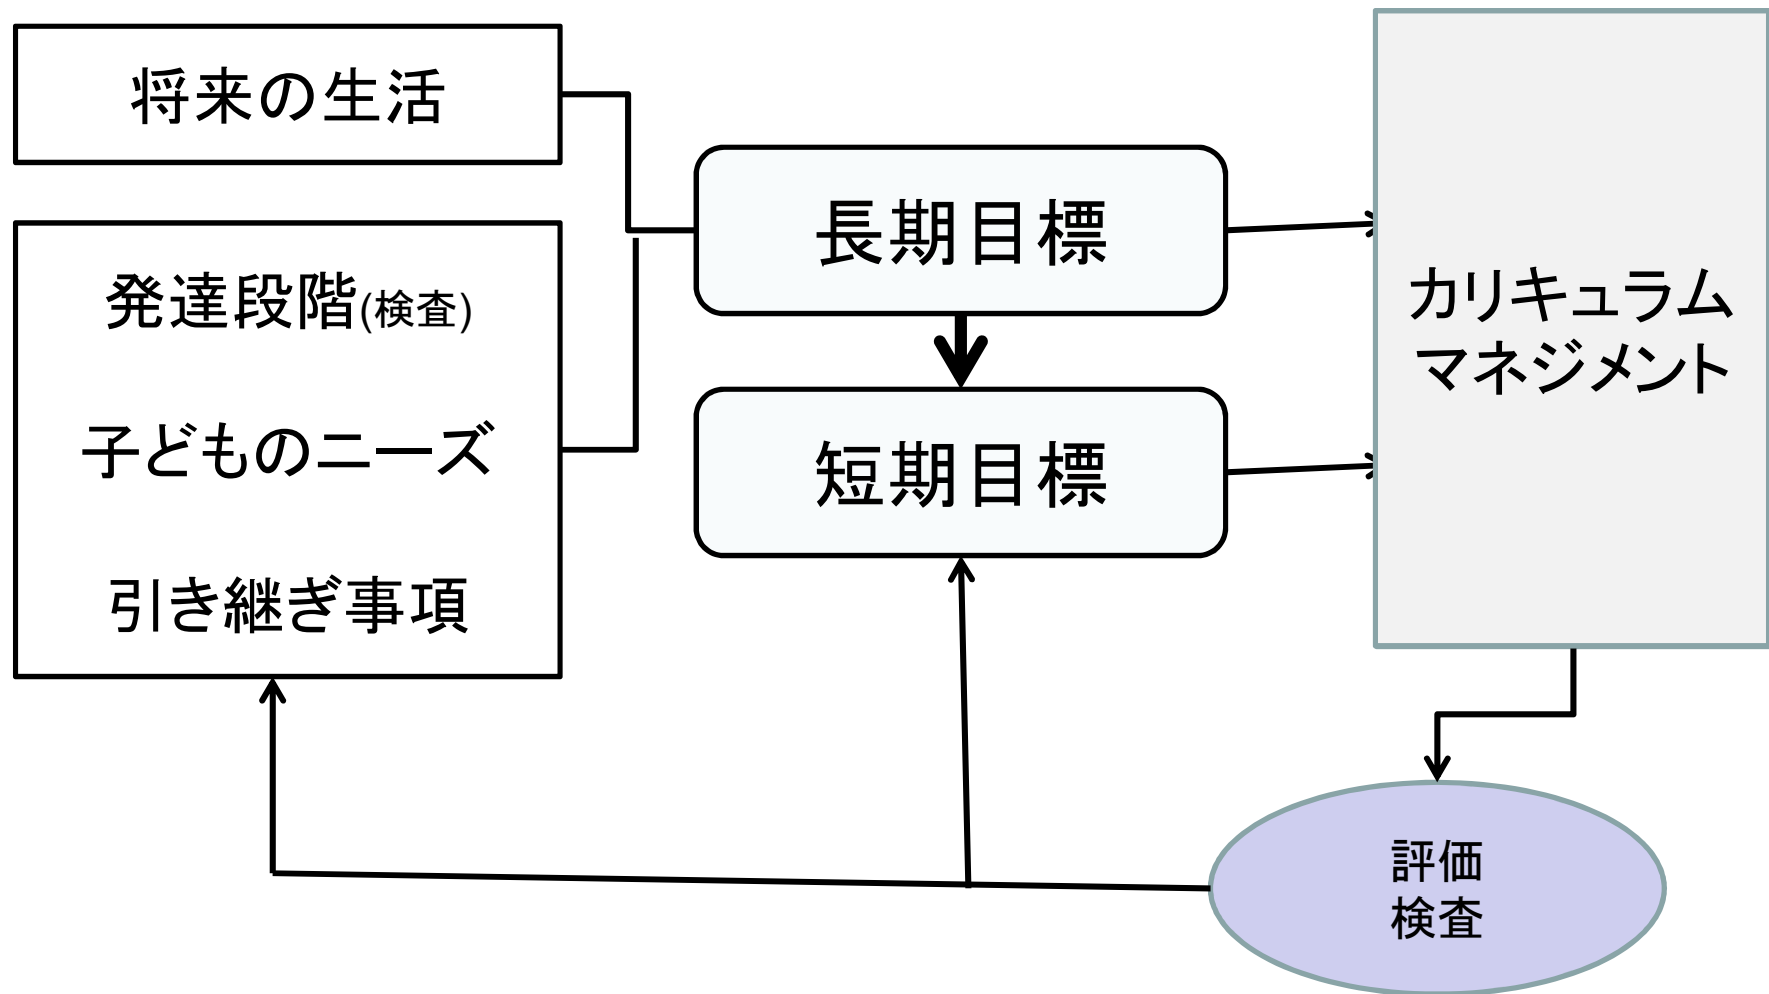 将来の生活
発達段階(検査)
子どものニーズ
引き継ぎ事項
長期目標
短期目標
カリキュラム
マネジメント
評価
検査